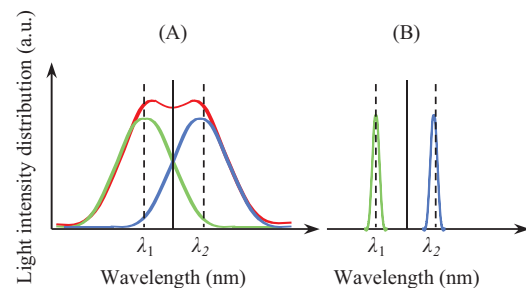 (A)
(B)
Light intensity distribution (a.u.)
λ1
λ2
λ1
λ2
Wavelength (nm)
Wavelength (nm)